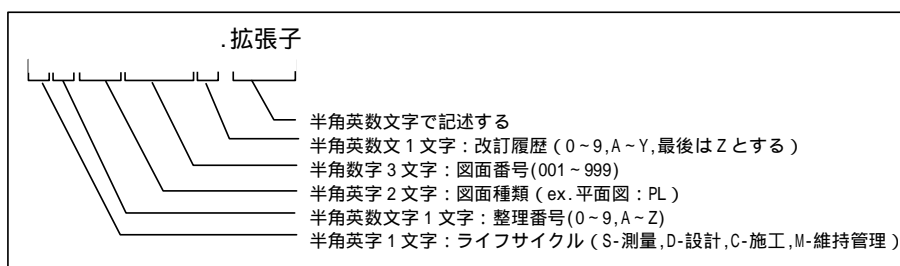 .拡張子
半角英数文字で記述する
半角英数文1文字：改訂履歴（0~9,A~Y,最後はZとする）
半角数字3文字：図面番号(001~999)
半角英字2文字：図面種類（ex.平面図：PL）
半角英数文字1文字：整理番号(0~9,A~Z)
半角英字1文字：ライフサイクル（S-測量,D-設計,C-施工,M-維持管理）